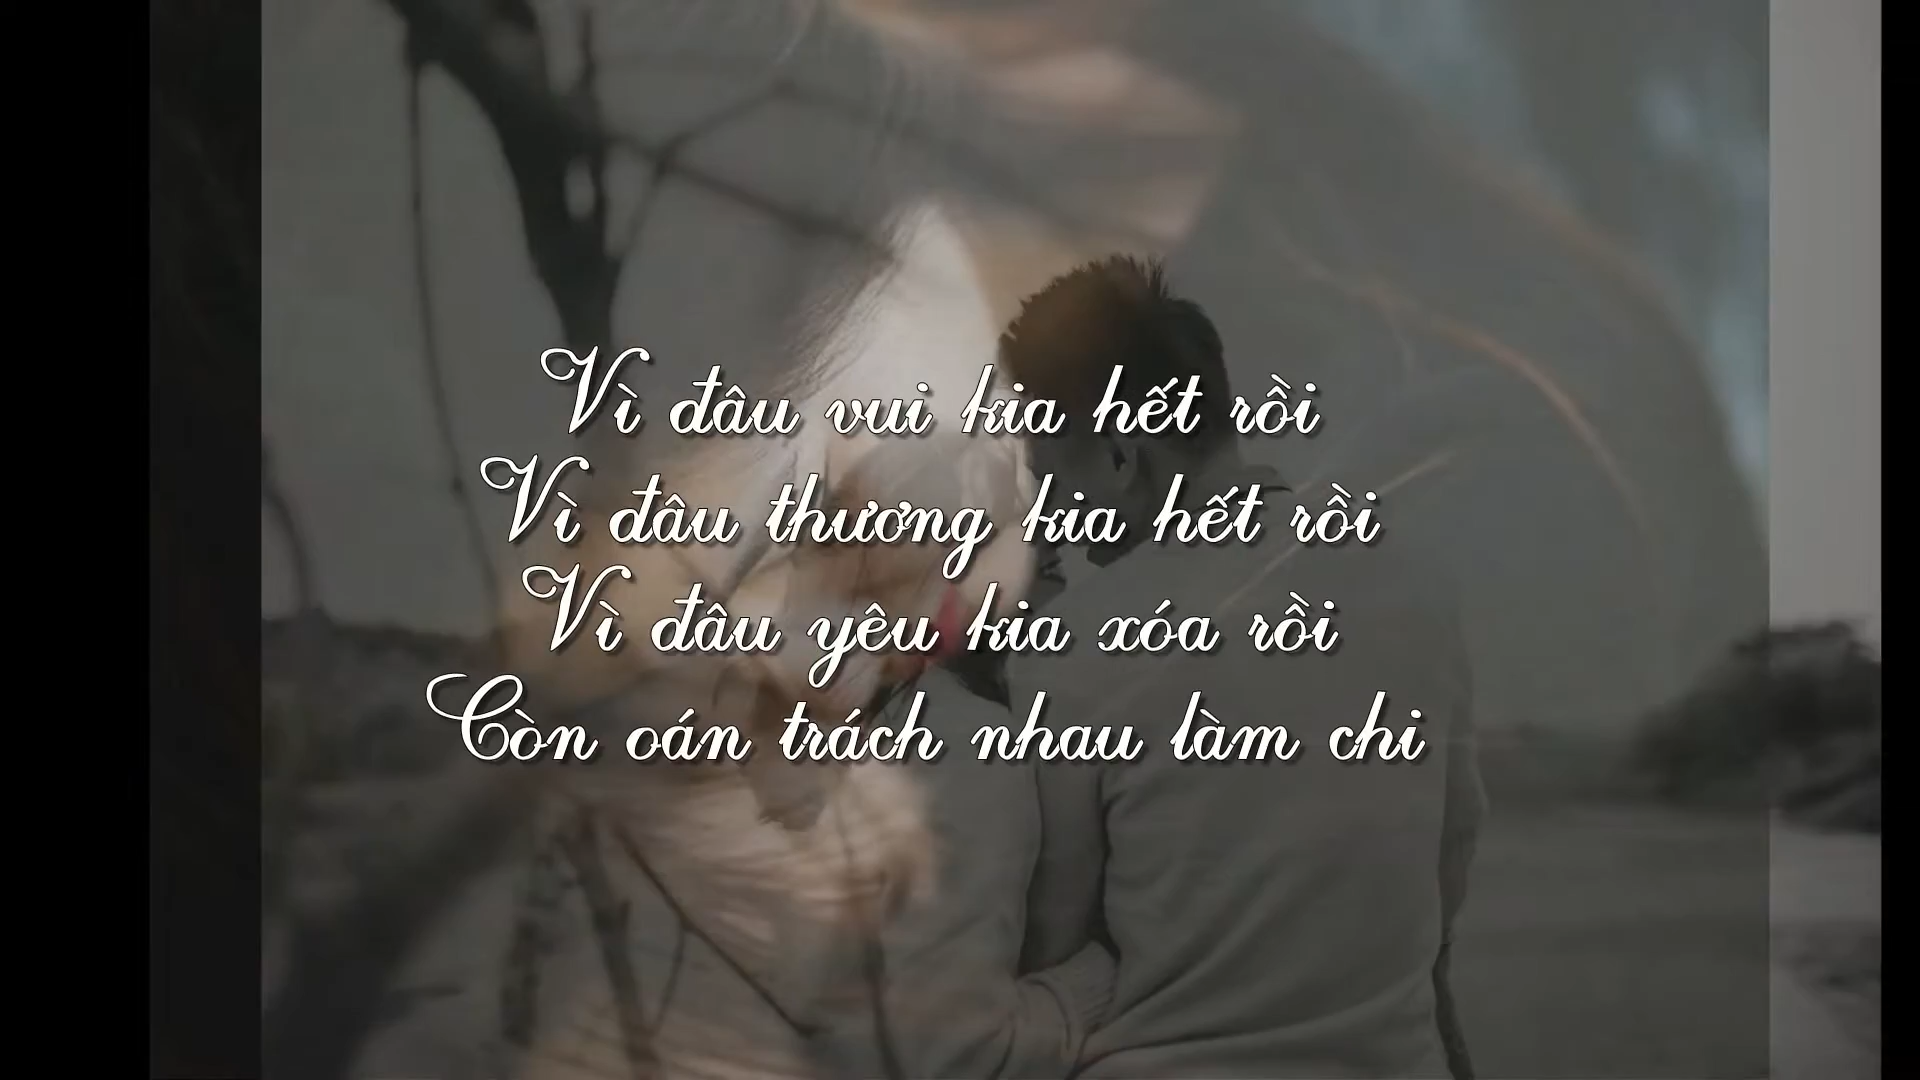 Vì đâu vui kia hết rồi
Vì đâu thương kia hết rồi
Vì đâu yêu kia xóa rồi
Còn oán trách nhau làm chi